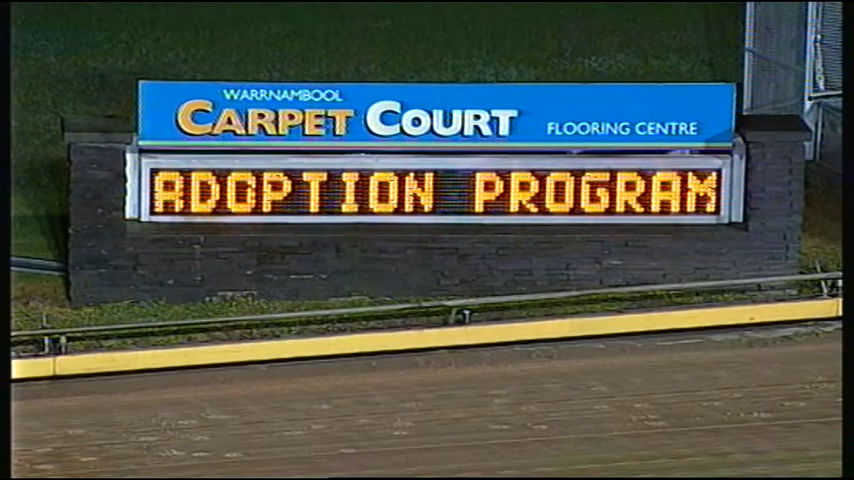 WARRNAMBOOL
CARPET COURT
FLOORING CENTRE
ADOPTION PROGRAM